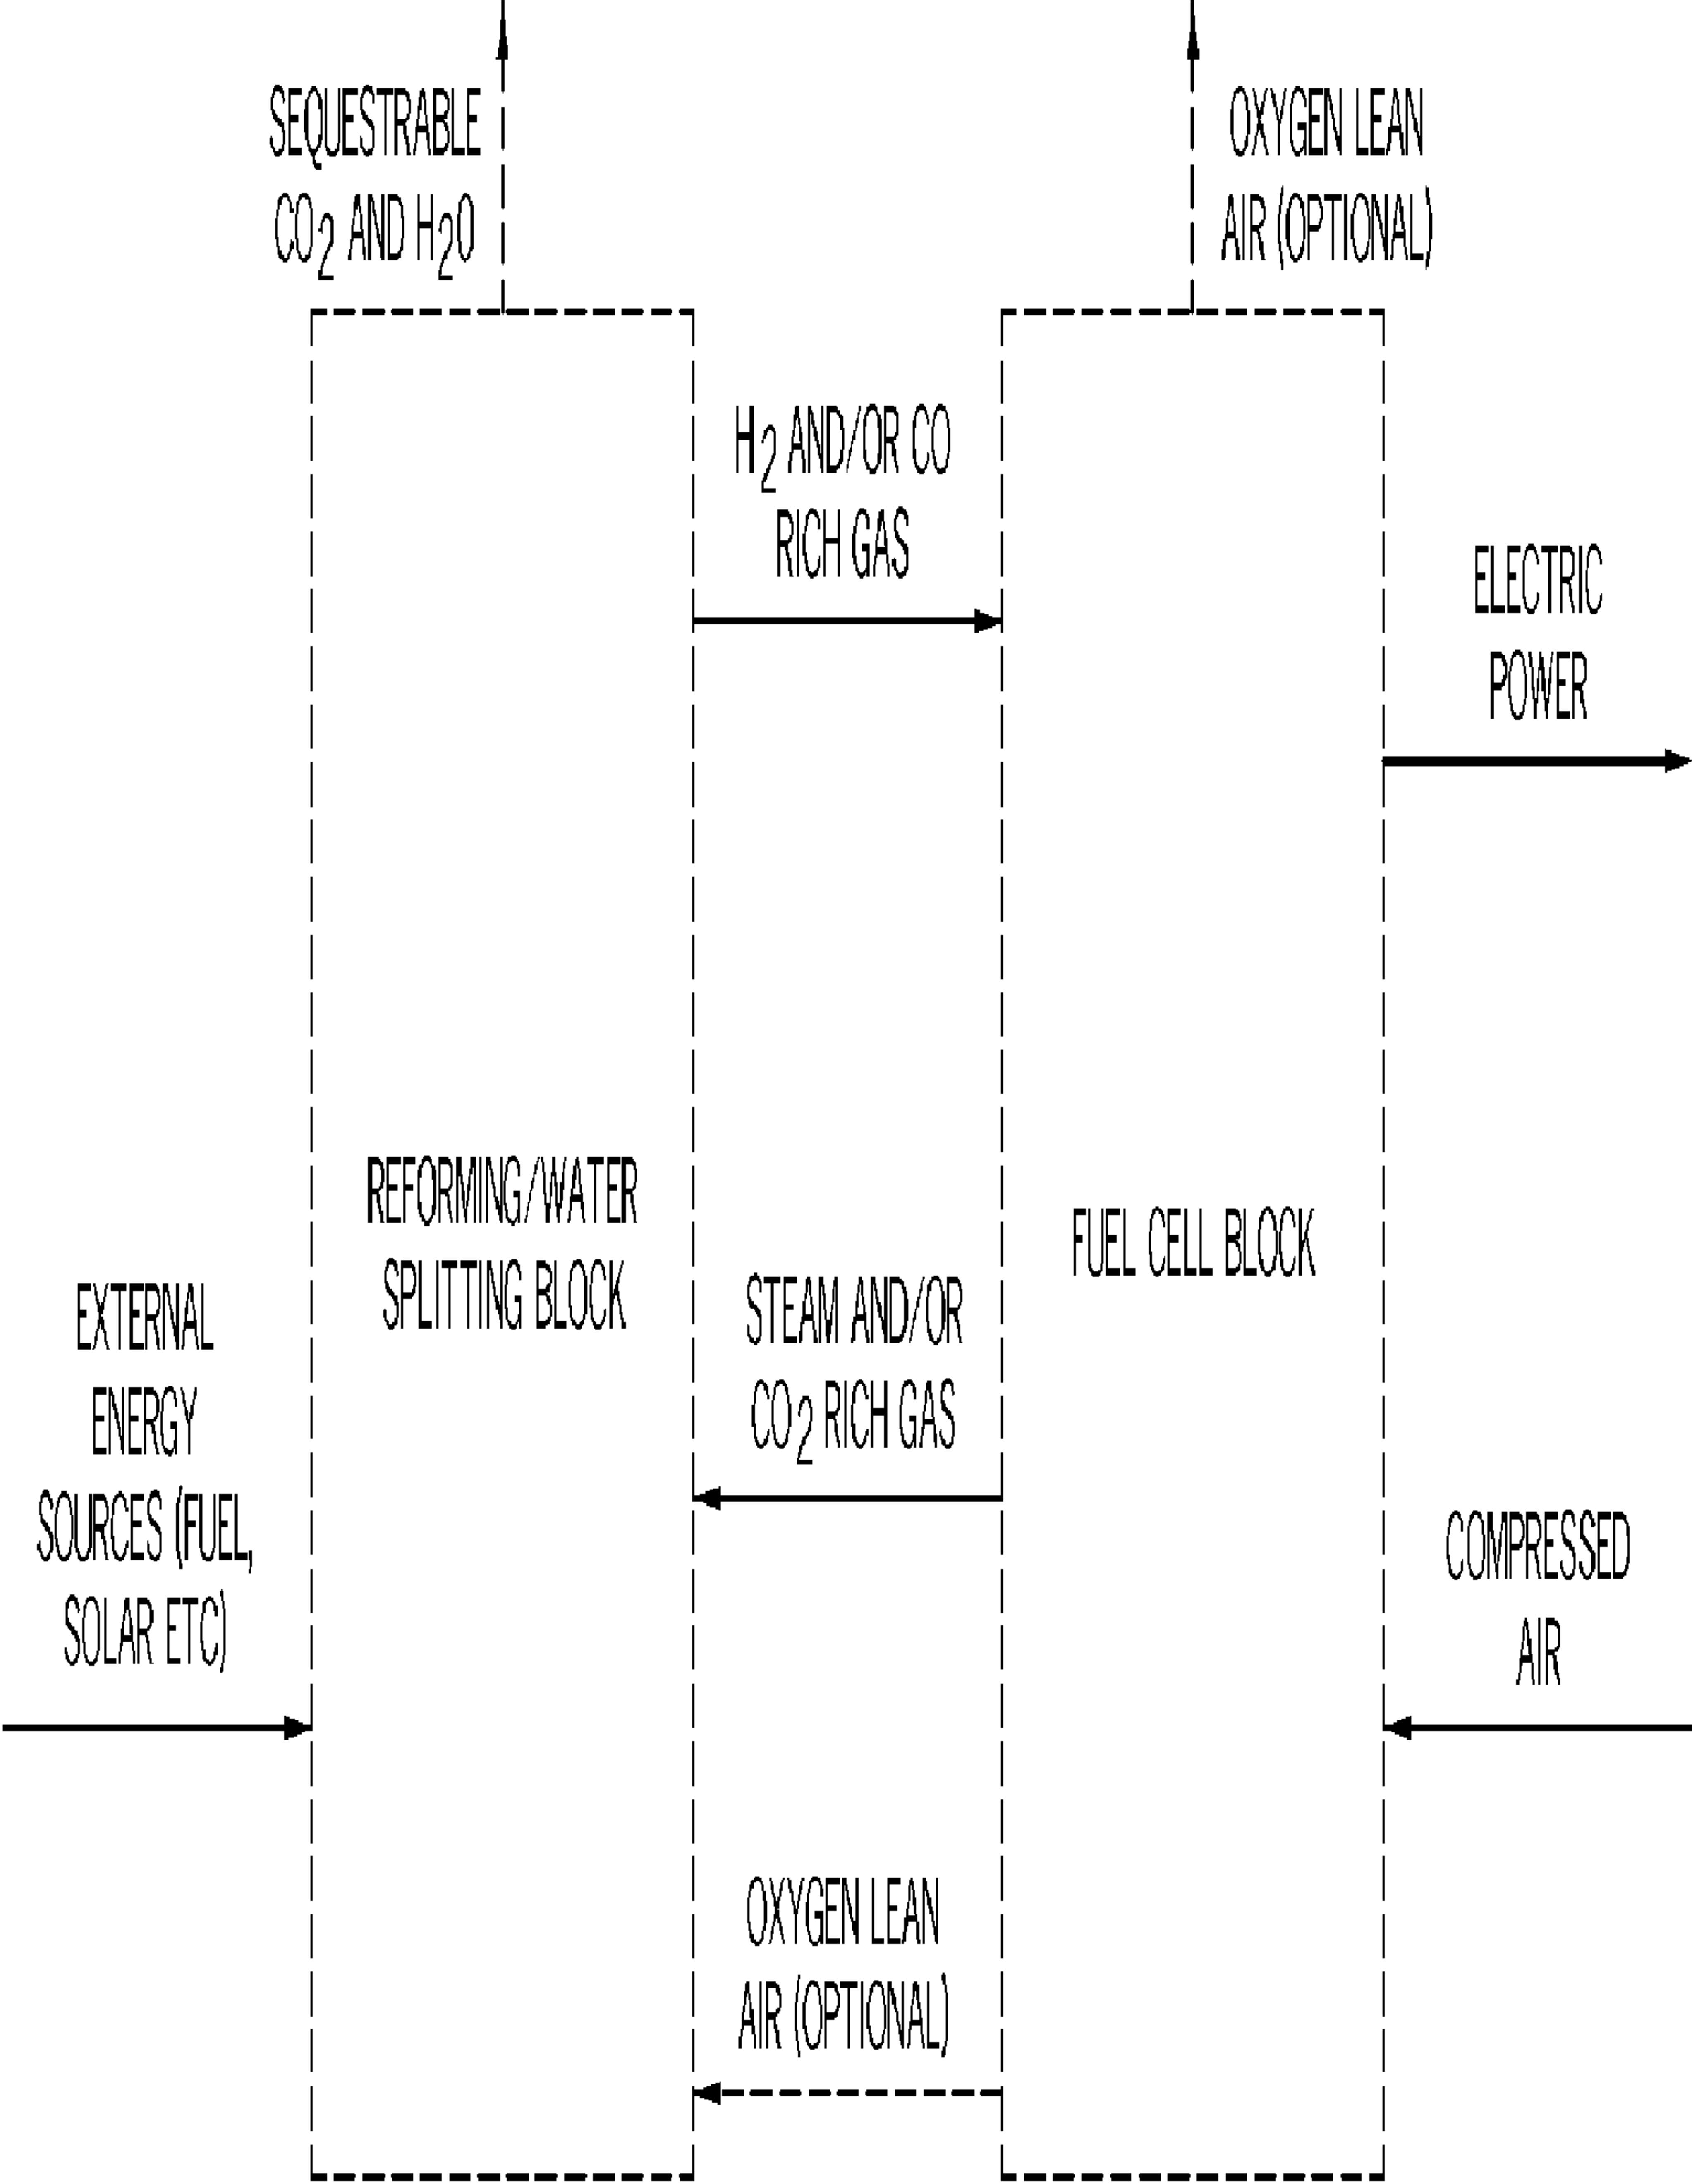 SEQUESTRABLE
CO2 AND H2O
OXYGEN LEAN
AIR (OPTIONAL)
H2 AND/OR CO
RICH GAS
ELECTRIC
POWER
REFORMING/WATER
SPLITTING BLOCK
FUEL CELL BLOCK
EXTERNAL
ENERGY
SOURCES (FUEL,
SOLAR ETC)
STEAM AND/OR
CO2 RICH GAS
COMPRESSED
AIR
OXYGEN LEAN
AIR (OPTIONAL)